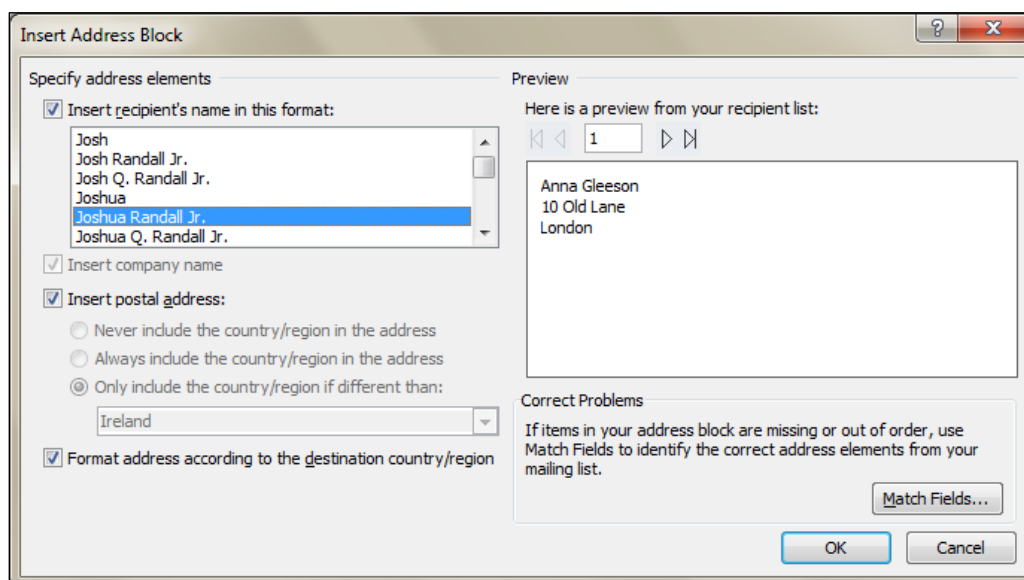 Insert Address Block
Specify address elements
Insert recipient's name in this format:
Josh
Josh Randall Jr.
Josh Q. Randall Jr.
Joshua
Joshua Randall Jr.
Joshua Q. Randall Jr.
Insert company name
Insert postal address:
Never include the country/region in the address
Always include the country/region in the address
Only include the country/region if different than:
Ireland
Format address according to the destination country/region
Preview
Here is a preview from your recipient list:
1
Anna Gleeson
10 Old Lane
London
Correct Problems
If items in your address block are missing or out of order, use
Match Fields to identify the correct address elements from your
mailing list.
Match Fields...
OK
Cancel